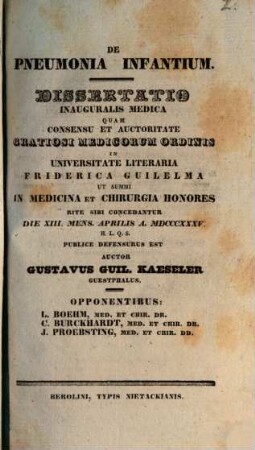 2.
DE
PNEUMONIA INFANTIUM.
DISSERTATIO
INAUGURALIS MEDICA
QUAM
CONSENSU ET AUCTORITATE
GRATIOSI MEDICORUM ORDINIS
IN
UNIVERSITATE LITERARIA
FRIDERICA GUILELMA
UT SUMMI
IN MEDICINA ET CHIRURGIA HONORES
RITE SIBI CONCEDANTUR
DIE XIII. MENS. APRILIS A. MDCCCXXXV.
H. L. Q. S.
PUBLICE DEFENSURUS EST
AUCTOR
GUSTAVUS GUIL. KAESELER
GUESTPHALUS.
OPPONENTIBUS:
L. BOEHM, MED. ET CHIR. DR.
C. BURCKHARDT, MED. ET CHIR. DR.
J. PROEBSTING, MED. ET CHIR. DD.
BEROLINI, TYPIS NIETACKIANIS.